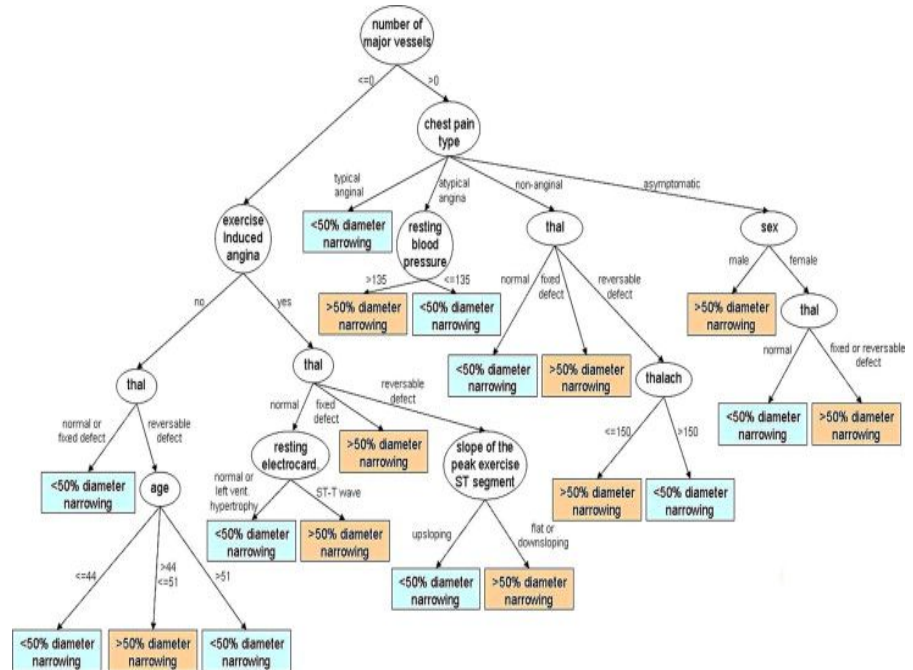 number of
major vessels
<=0
>0
chest pain
type
typical
anginal
atypical
angina
non-anginal
asymptomatic
exercise
Induced
angina
<50% diameter
narrowing
resting
blood
pressure
thal
sex
>135
<=135
normal
fixed
defect
reversable
defect
male
female
no
yes
>50% diameter
narrowing
<50% diameter
narrowing
>50% diameter
narrowing
thal
normal
fixed or reversable
defect
thal
thal
<50% diameter
narrowing
>50% diameter
narrowing
thalach
<50% diameter
narrowing
>50% diameter
narrowing
normal or
fixed defect
reversable
defect
normal
fixed
defect
reversable
defect
<=150
>150
<50% diameter
narrowing
age
resting
electrocard.
>50% diameter
narrowing
slope of the
peak exercise
ST segment
>50% diameter
narrowing
<50% diameter
narrowing
normal or
left vent.
hypertrophy
ST-T wave
<50% diameter
narrowing
>50% diameter
narrowing
upsloping
flat or
downsloping
<50% diameter
narrowing
>50% diameter
narrowing
<=44
>44
<=51
>51
<50% diameter
narrowing
>50% diameter
narrowing
<50% diameter
narrowing